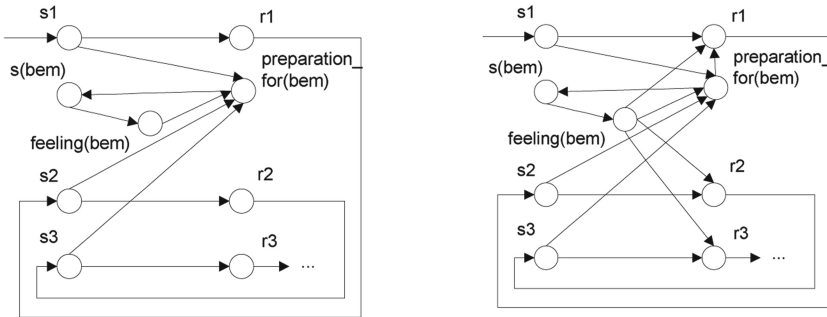 s1
r1
preparation_
for(bem)
s(bem)
feeling(bem)
s2
r2
s3
r3
...
s1
r1
preparation_
for(bem)
s(bem)
feeling(bem)
s2
r2
s3
r3
...